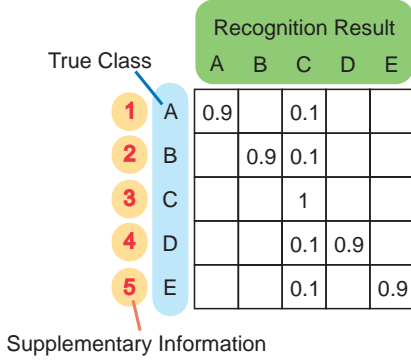 Recognition Result
True Class
A B C D E
1 A 0.9 0.1
2 B 0.9 0.1
3 C 1
4 D 0.1 0.9
5 E 0.1 0.9
Supplementary Information